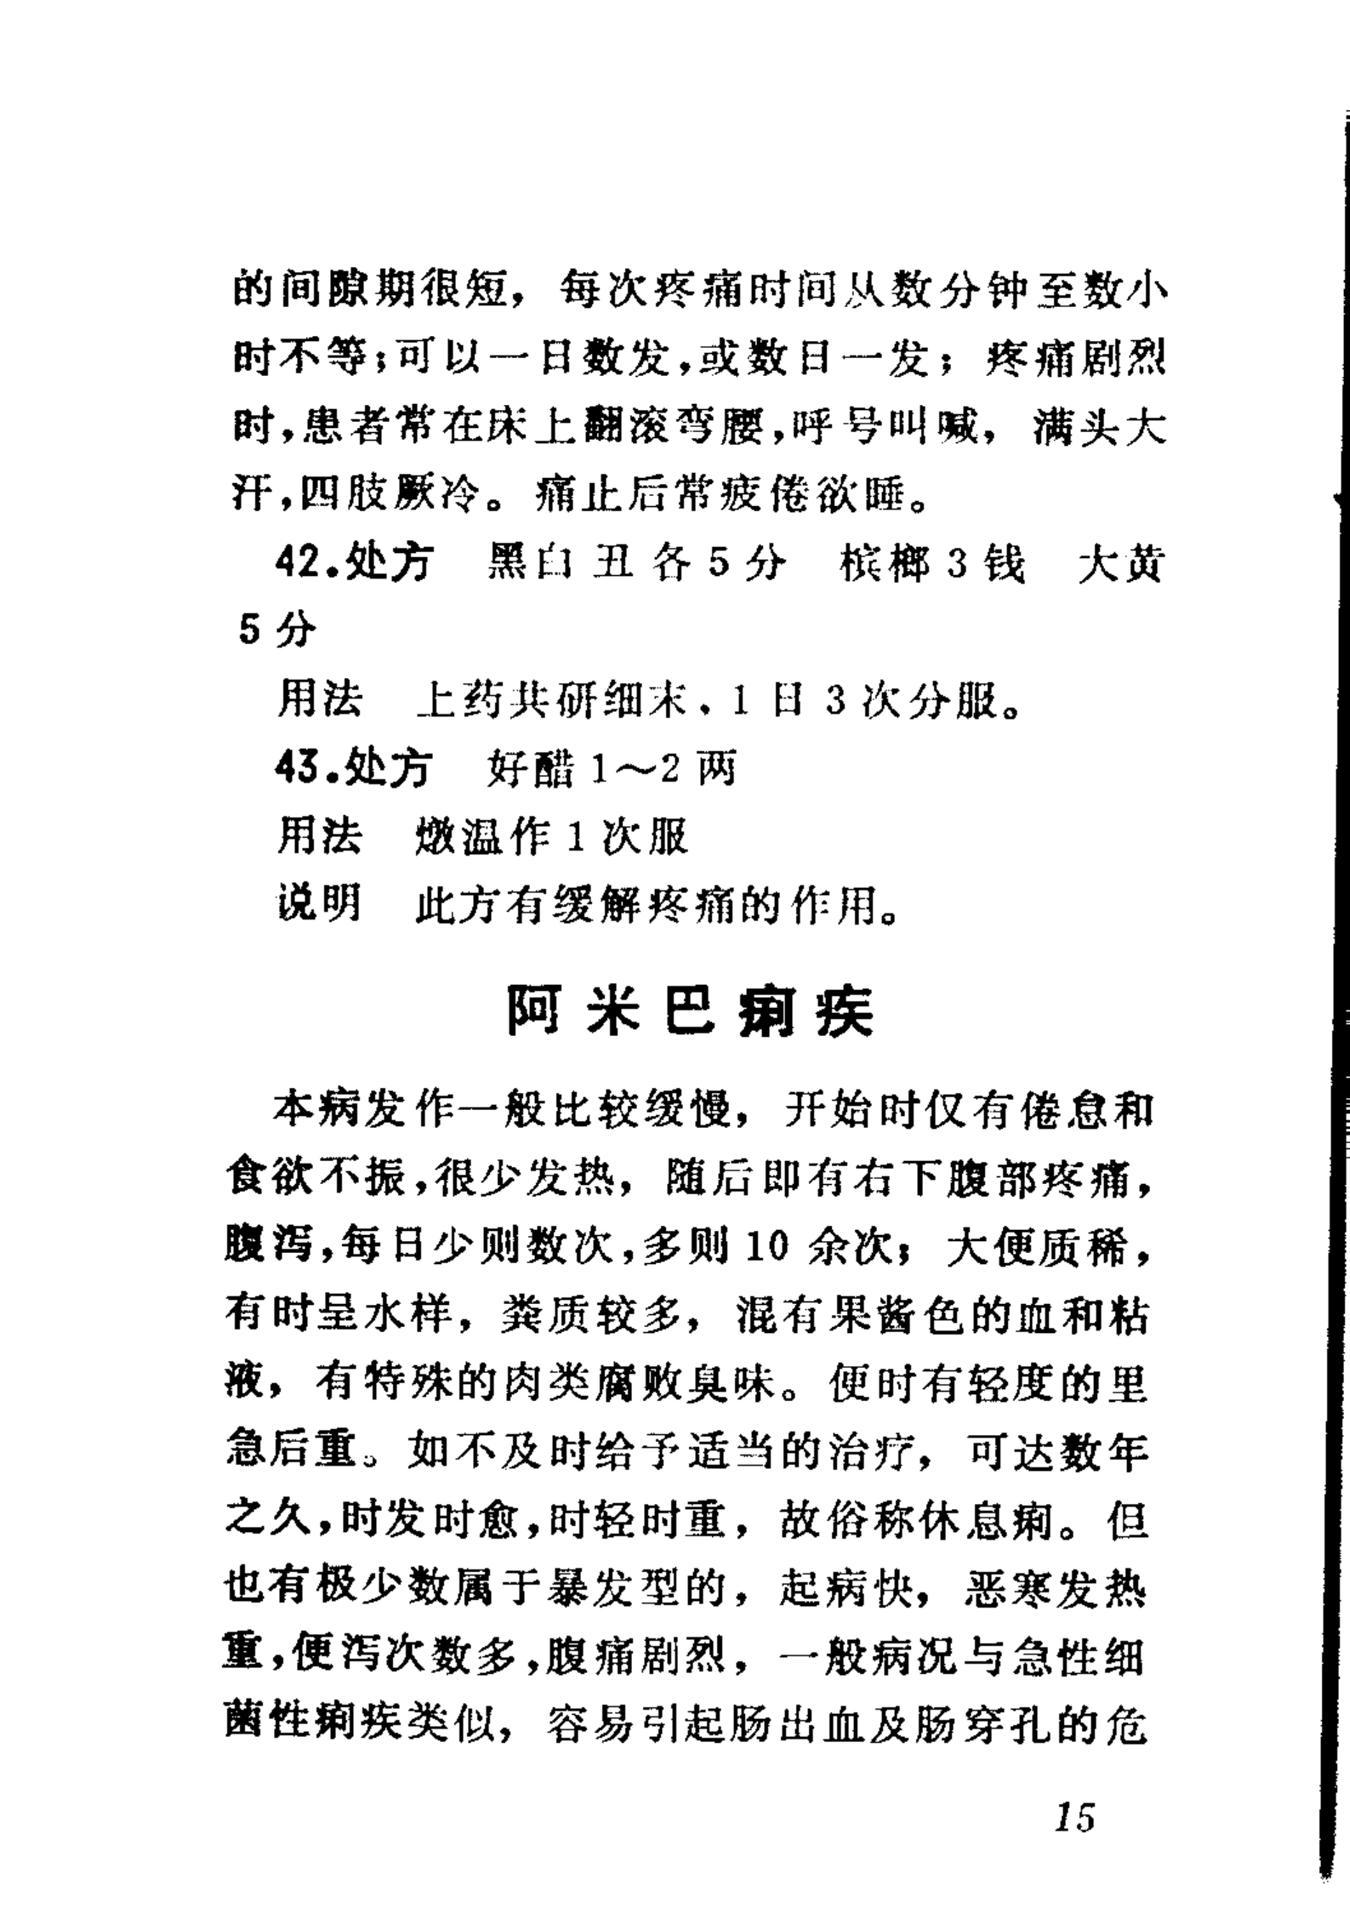 的间隙期很短，每次疼痛时间从数分钟至数小
时不等；可以一日数发，或数日一发；疼痛剧烈
时，患者常在床上翻滚弯腰，呼号叫喊，满头大
汗，四肢厥冷。痛止后常疲倦欲睡。
42.处方　黑白丑各5分　槟榔3钱　大黄
5分
用法　上药共研细末、1日3次分服。
43.处方　好醋1～2两
用法　燉温作1次服
说明　此方有缓解疼痛的作用。
阿米巴痢疾
本病发作一般比较缓慢，开始时仅有倦怠和
食欲不振，很少发热，随后即有右下腹部疼痛，
腹泻，每日少则数次，多则10余次；大便质稀，
有时呈水样，粪质较多，混有果酱色的血和粘
液，有特殊的肉类腐败臭味。便时有轻度的里
急后重。如不及时给予适当的治疗，可达数年
之久，时发时愈，时轻时重，故俗称休息痢。但
也有极少数属于暴发型的，起病快，恶寒发热
重，便泻次数多，腹痛剧烈，一般病况与急性细
菌性痢疾类似，容易引起肠出血及肠穿孔的危
15